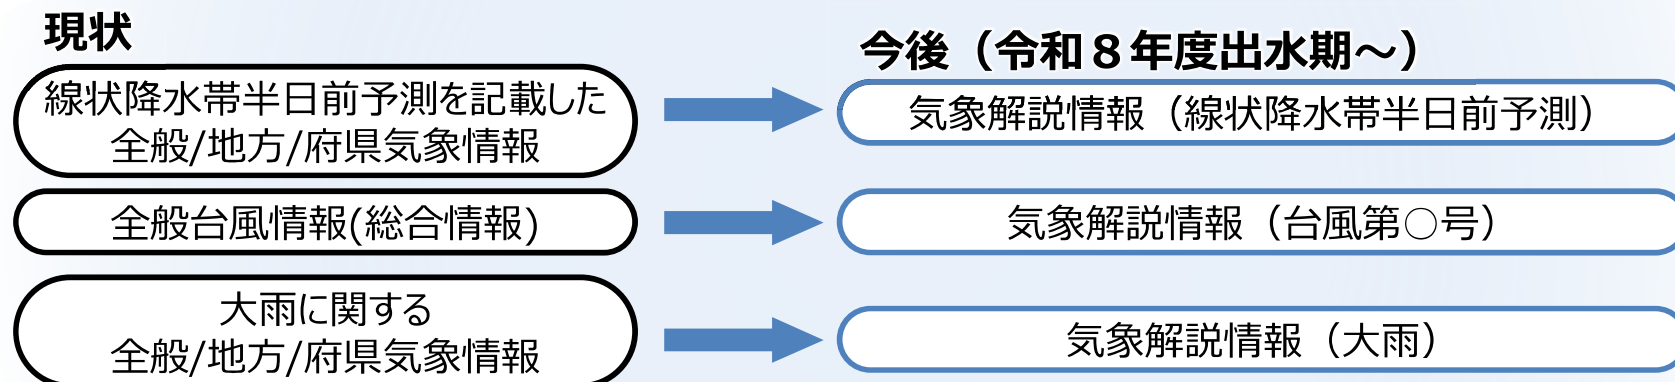 現状
今後（令和８年度出水期～）
線状降水帯半日前予測を記載した
全般/地方/府県気象情報
気象解説情報（線状降水帯半日前予測）
全般台風情報(総合情報)
気象解説情報（台風第○号）
大雨に関する
全般/地方/府県気象情報
気象解説情報（大雨）